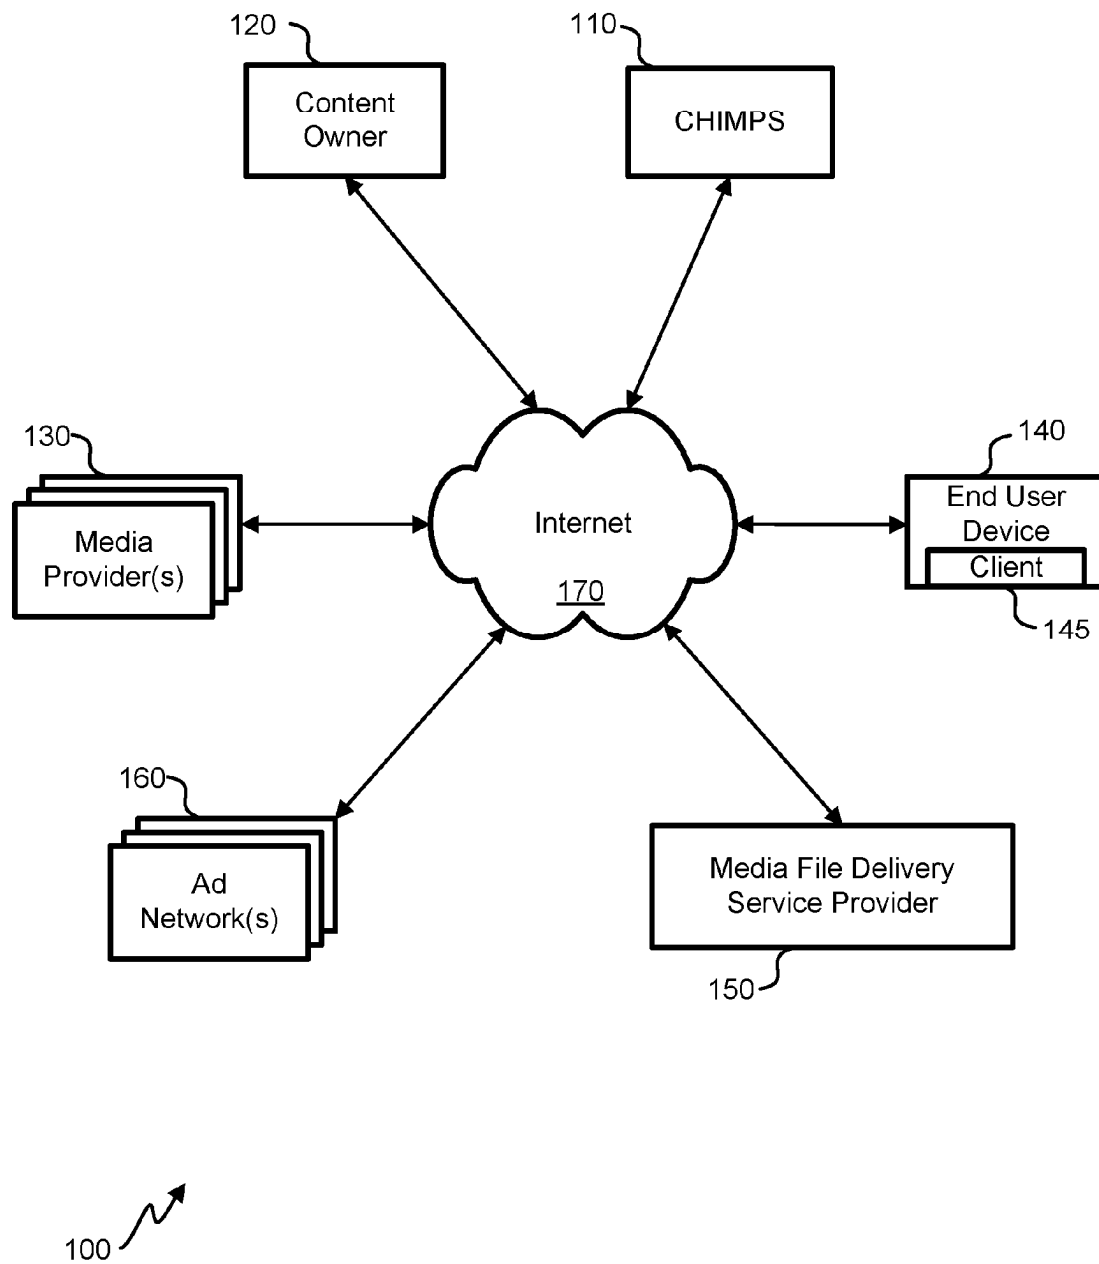 120
110
Content
Owner
CHIMPS
130
140
Media
Provider(s)
Internet
170
End User
Device
Client
145
160
Ad
Network(s)
Media File Delivery
Service Provider
150
100